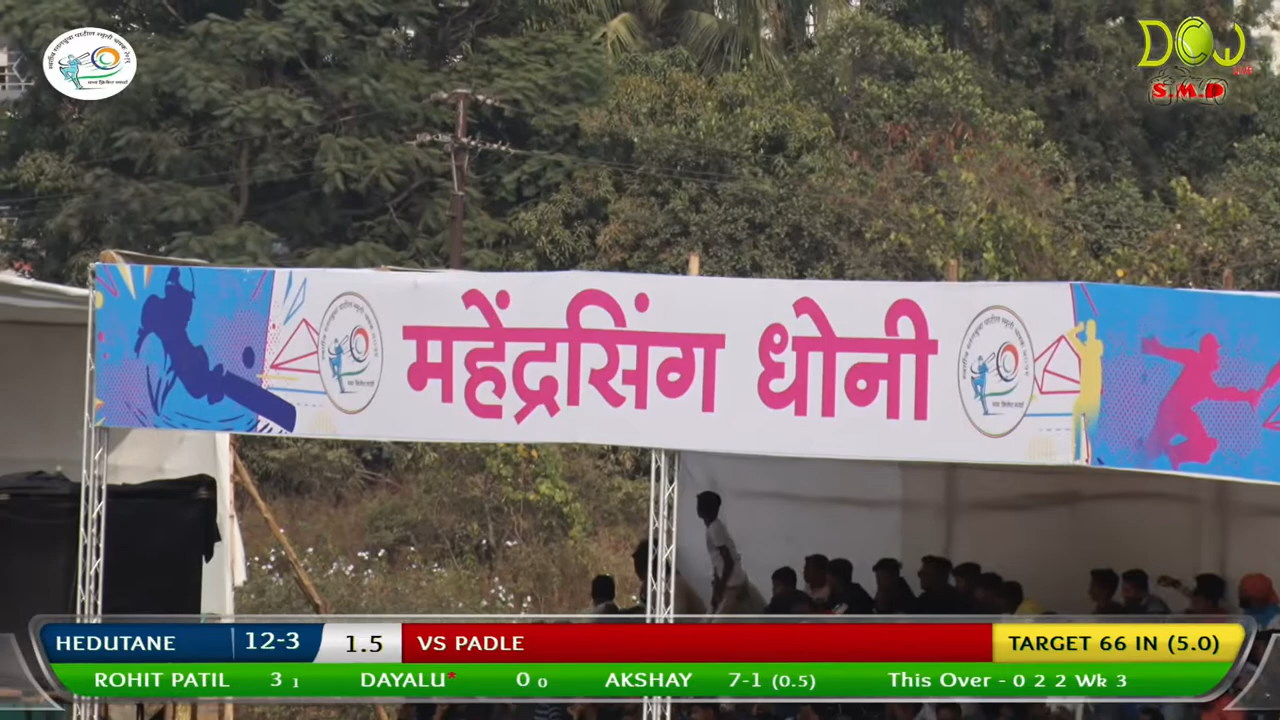 DCW
S.M.D
महेंद्रसिंग धोनी
HEDUTANE 12-3 1.5 VS PADLE TARGET 66 IN (5.0)
ROHIT PATIL 3 1 DAYALU* 0 0 AKSHAY 7-1 (0.5) This Over - 0 2 2 Wk 3